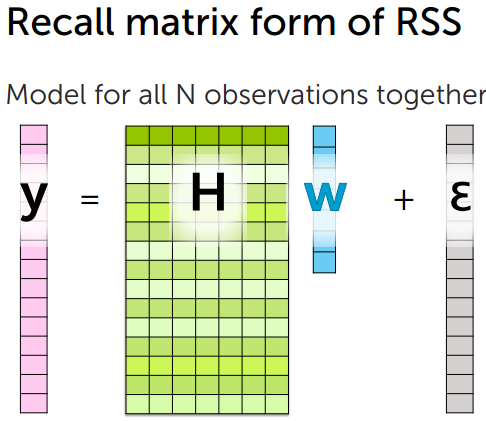 Recall matrix form of RSS
Model for all N observations together
y = H w + ε